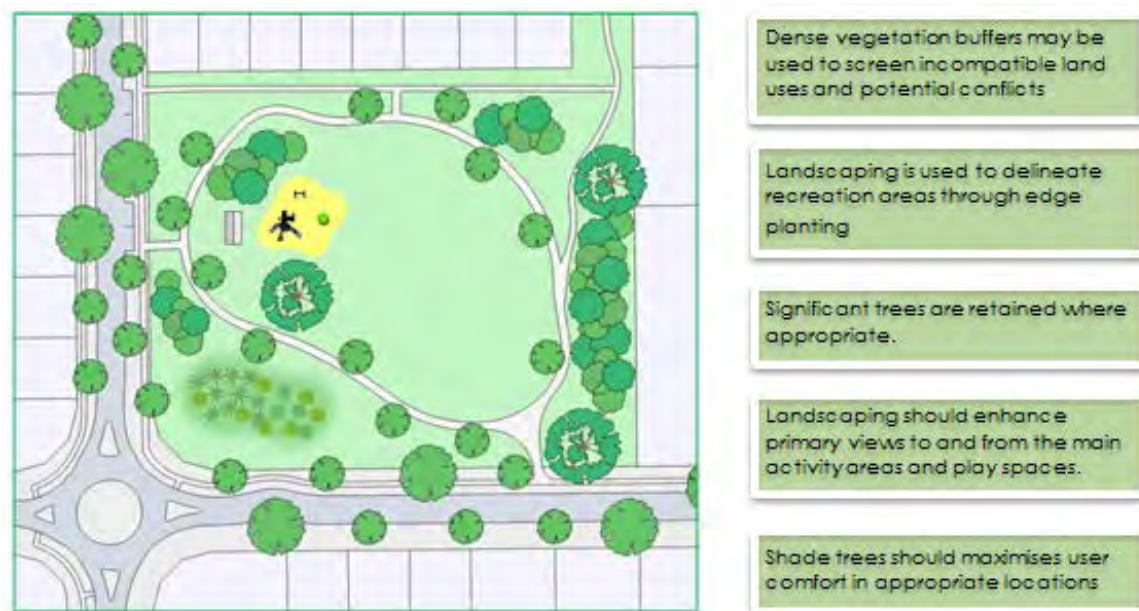 Dense vegetation buffers may be
used to screen incompatible land
uses and potential conflicts
Landscaping is used to delineate
recreation areas through edge
planting
Significant trees are retained where
appropriate.
Landscaping should enhance
primary views to and from the main
activity areas and play spaces.
Shade trees should maximises user
comfort in appropriate locations